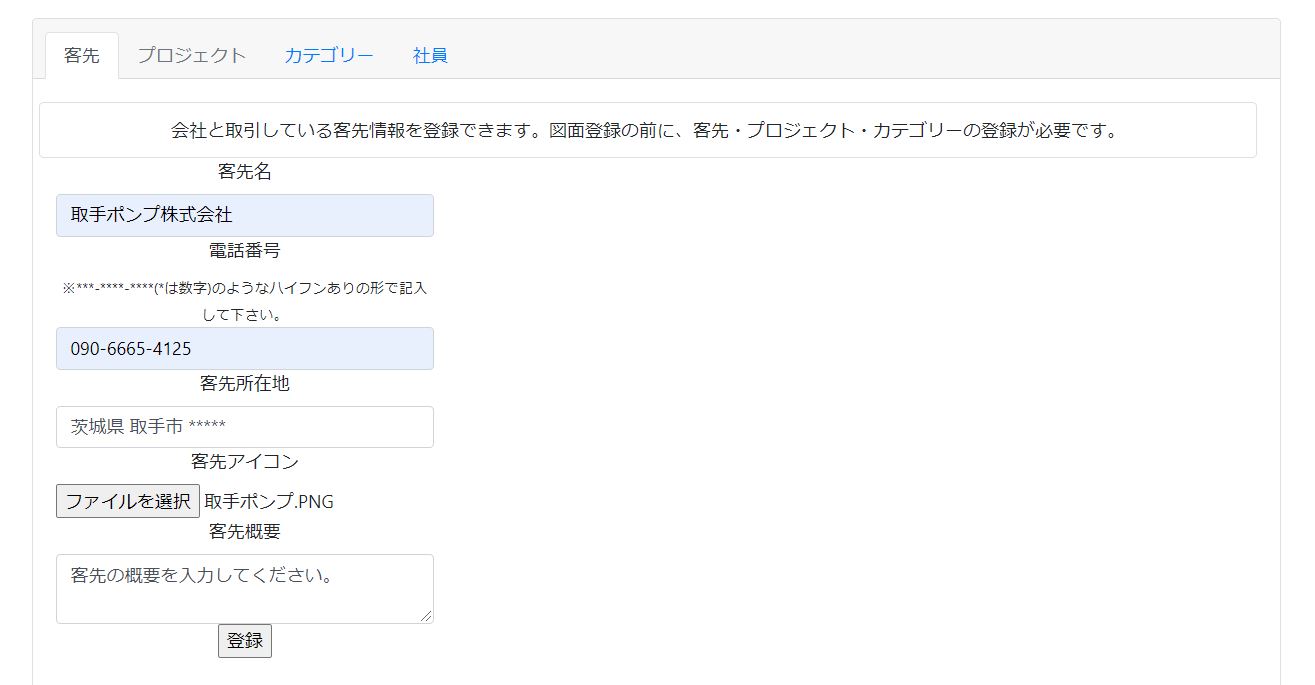 客先 プロジェクト カテゴリー 社員
会社と取引している客先情報を登録できます。図面登録の前に、客先・プロジェクト・カテゴリーの登録が必要です。
客先名
取手ポンプ株式会社
電話番号
※***-****-****(*は数字)のようなハイフンありの形で記入
して下さい。
090-6665-4125
客先所在地
茨城県 取手市 *****
客先アイコン
ファイルを選択 取手ポンプ.PNG
客先概要
客先の概要を入力してください。
登録